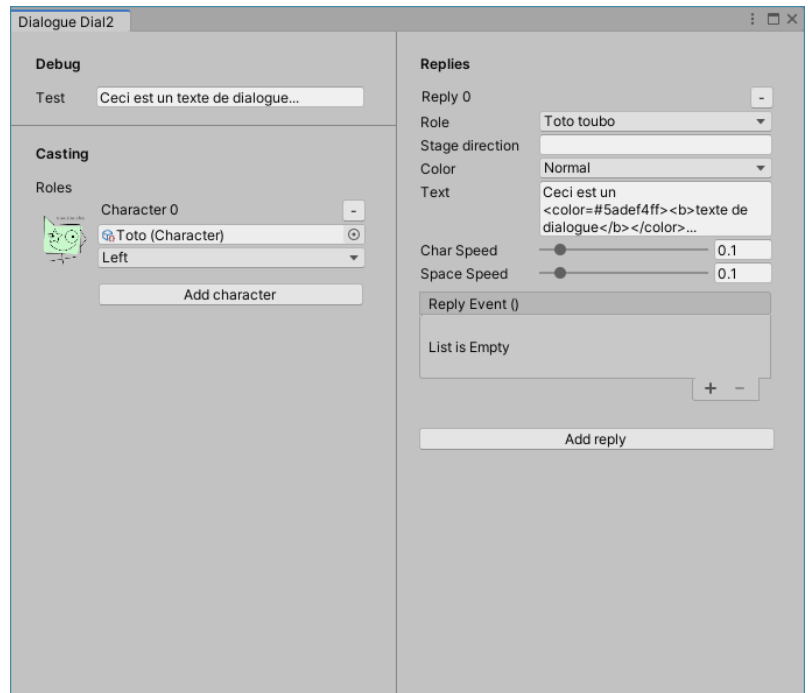 Dialogue Dial2
Debug
Test
Ceci est un texte de dialogue...
Casting
Roles
Character 0
-
Toto (Character)
Left
Add character
Replies
Reply 0
-
Role
Toto toubo
Stage direction
Color
Normal
Text
Ceci est un
<color=#5adef4ff><b>texte de
dialogue</b></color>...
Char Speed
0.1
Space Speed
0.1
Reply Event ()
List is Empty
+ −
Add reply